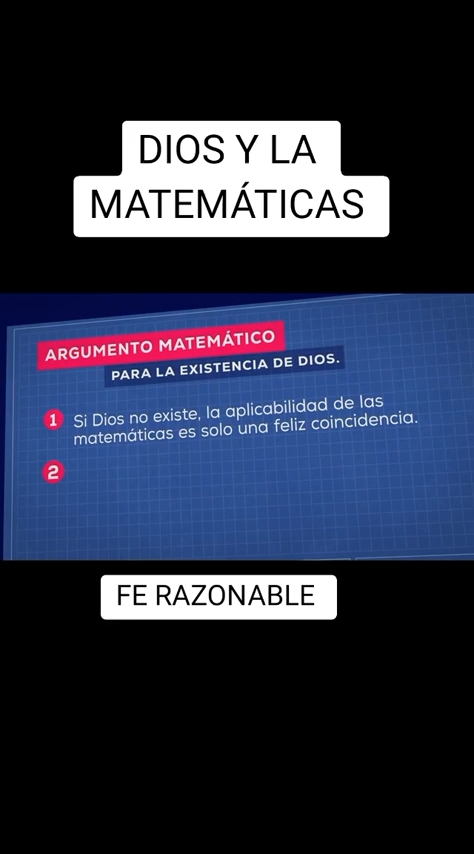 DIOS Y LA
MATEMÁTICAS
ARGUMENTO MATEMÁTICO
PARA LA EXISTENCIA DE DIOS.
1 Si Dios no existe, la aplicabilidad de las
matemáticas es solo una feliz coincidencia.
2
FE RAZONABLE